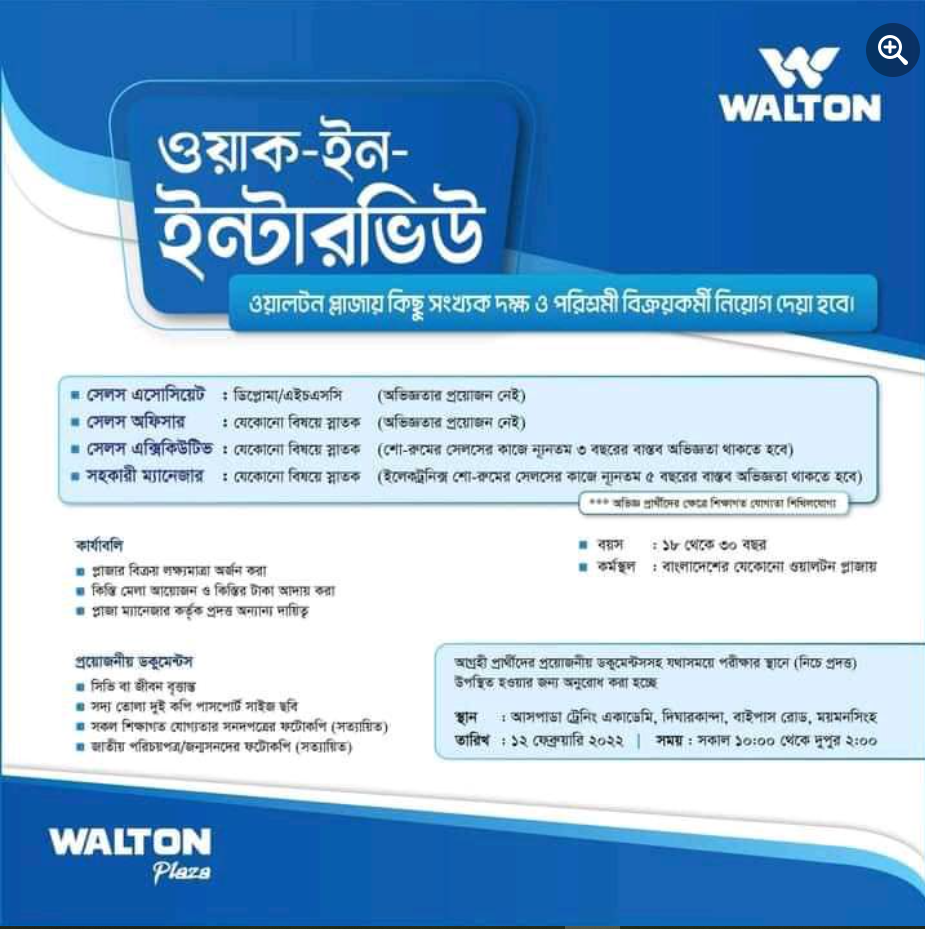 WALTON
ওয়াক-ইন-
ইন্টারভিউ
ওয়ালটন প্লাজায় কিছু সংখ্যক দক্ষ ও পরিশ্রমী বিক্রয়কর্মী নিয়োগ দেয়া হবে।
সেলস এসোসিয়েট : ডিপ্লোমা/এইচএসসি (অভিজ্ঞতার প্রয়োজন নেই)
সেলস অফিসার : যেকোনো বিষয়ে স্নাতক (অভিজ্ঞতার প্রয়োজন নেই)
সেলস এক্সিকিউটিভ : যেকোনো বিষয়ে স্নাতক (শো-রুমের সেলসের কাজে ন্যূনতম ৩ বছরের বাস্তব অভিজ্ঞতা থাকতে হবে)
সহকারী ম্যানেজার : যেকোনো বিষয়ে স্নাতক (ইলেকট্রনিক্স শো-রুমের সেলসের কাজে ন্যূনতম ৫ বছরের বাস্তব অভিজ্ঞতা থাকতে হবে)
*** অভিজ্ঞ প্রার্থীদের ক্ষেত্রে শিক্ষাগত যোগ্যতা শিথিলযোগ্য
কার্যাবলি
প্লাজার বিক্রয় লক্ষ্যমাত্রা অর্জন করা
কিস্তি মেলা আয়োজন ও কিস্তির টাকা আদায় করা
প্লাজা ম্যানেজার কর্তৃক প্রদত্ত অন্যান্য দায়িত্ব
বয়স : ১৮ থেকে ৩০ বছর
কর্মস্থল : বাংলাদেশের যেকোনো ওয়ালটন প্লাজায়
প্রয়োজনীয় ডকুমেন্টস
সিভি বা জীবন বৃত্তান্ত
সদ্য তোলা দুই কপি পাসপোর্ট সাইজ ছবি
সকল শিক্ষাগত যোগ্যতার সনদপত্রের ফটোকপি (সত্যায়িত)
জাতীয় পরিচয়পত্র/জন্মসনদের ফটোকপি (সত্যায়িত)
আগ্রহী প্রার্থীদের প্রয়োজনীয় ডকুমেন্টসসহ যথাসময়ে পরীক্ষার স্থানে (নিচে প্রদত্ত)
উপস্থিত হওয়ার জন্য অনুরোধ করা হচ্ছে
স্থান : আসপাডা ট্রেনিং একাডেমি, দিঘারকান্দা, বাইপাস রোড, ময়মনসিংহ
তারিখ : ১২ ফেব্রুয়ারি ২০২২ | সময় : সকাল ১০:০০ থেকে দুপুর ২:০০
WALTON
Plaza